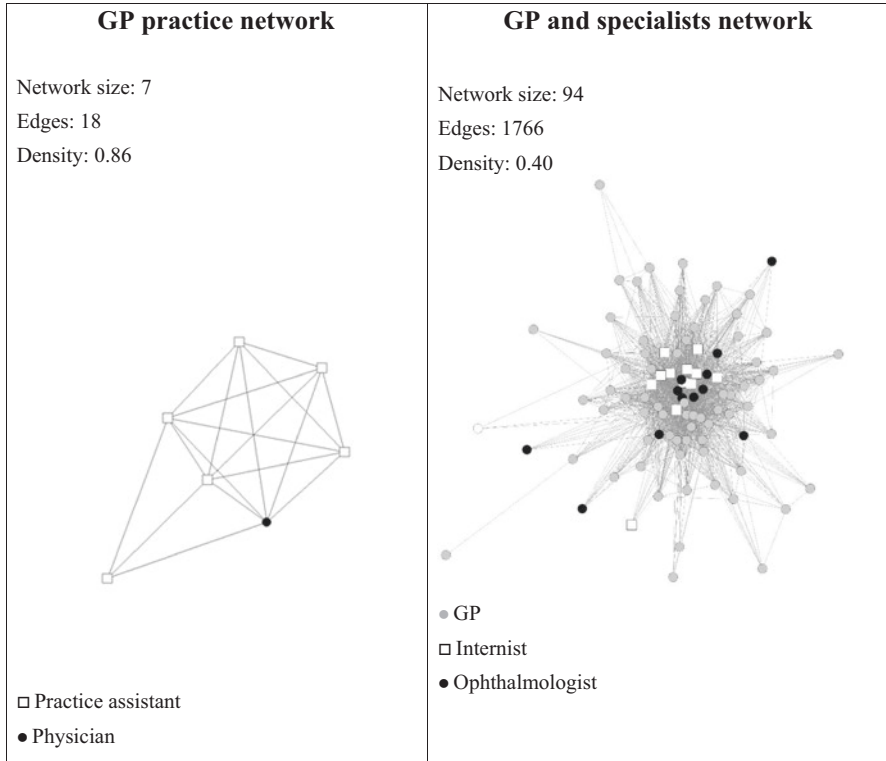 GP practice network
Network size: 7
Edges: 18
Density: 0.86
Practice assistant
Physician
GP and specialists network
Network size: 94
Edges: 1766
Density: 0.40
GP
Internist
Ophthalmologist